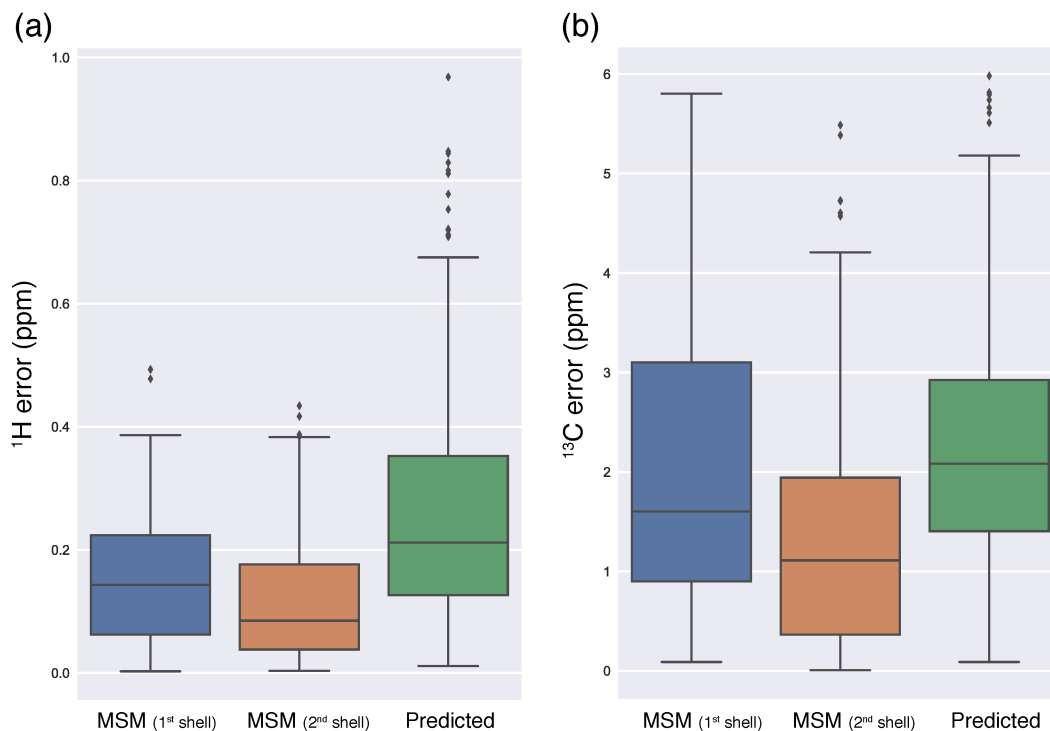 (a)
¹H error (ppm)
1.0
0.8
0.6
0.4
0.2
0.0
MSM (1st shell) MSM (2nd shell) Predicted
(b)
¹³C error (ppm)
6
5
4
3
2
1
0
MSM (1st shell) MSM (2nd shell) Predicted